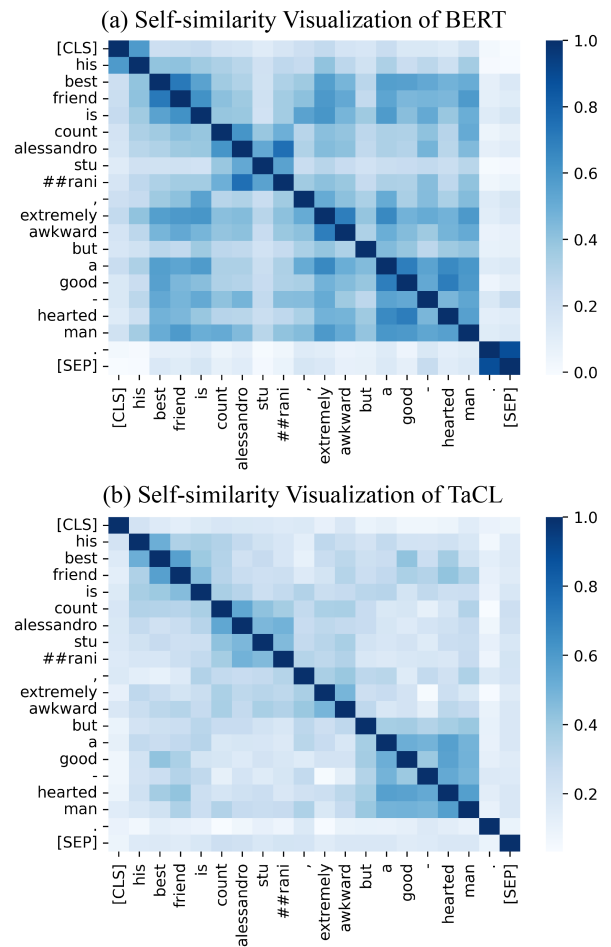 (a) Self-similarity Visualization of BERT
[CLS]
his
best
friend
is
count
alessandro
stu
##rani
,
extremely
awkward
but
a
good
-
hearted
man
.
[SEP]
1.0
0.8
0.6
0.4
0.2
0.0
[CLS]
his
best
friend
is
count
alessandro
stu
##rani
,
extremely
awkward
but
a
good
-
hearted
man
.
[SEP]
(b) Self-similarity Visualization of TaCL
[CLS]
his
best
friend
is
count
alessandro
stu
##rani
,
extremely
awkward
but
a
good
-
hearted
man
.
[SEP]
1.0
0.8
0.6
0.4
0.2
[CLS]
his
best
friend
is
count
alessandro
stu
##rani
,
extremely
awkward
but
a
good
-
hearted
man
.
[SEP]